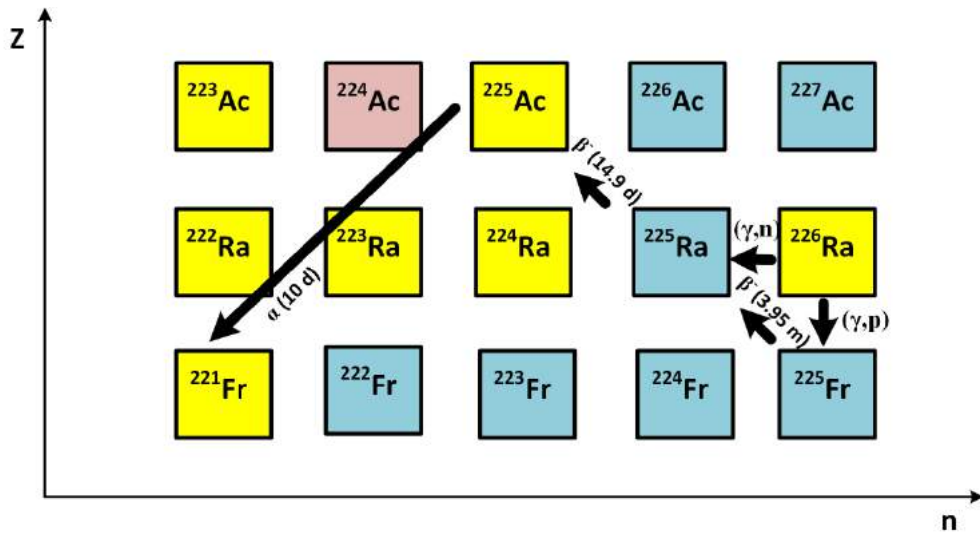 Z
²²³Ac ²²⁴Ac ²²⁵Ac ²²⁶Ac ²²⁷Ac
β⁻ (14.9 d)
²²²Ra ²²³Ra ²²⁴Ra ²²⁵Ra (γ,n) ²²⁶Ra
α (10 d)
β⁻ (3.95 m)
(γ,p)
²²¹Fr ²²²Fr ²²³Fr ²²⁴Fr ²²⁵Fr
n